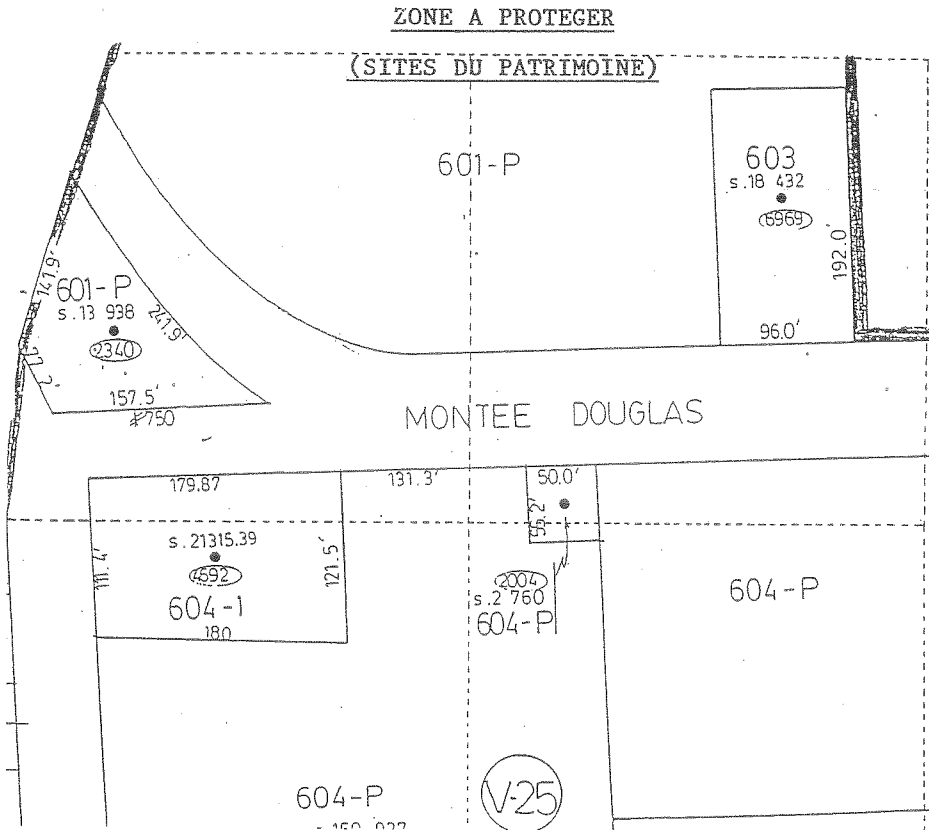 ZONE A PROTEGER
(SITES DU PATRIMOINE)
601-P
603
s.18 432
6969
192.0'
96.0'
141.9'
601-P
s.13 938
2340
241.9'
157.5'
750
MONTEE DOUGLAS
179.87
131.3'
50.0'
55.2'
111.4'
s.21315.39
4692
121.5'
604-1
180
2004
s.2 760
604-P
604-P
604-P
V-25